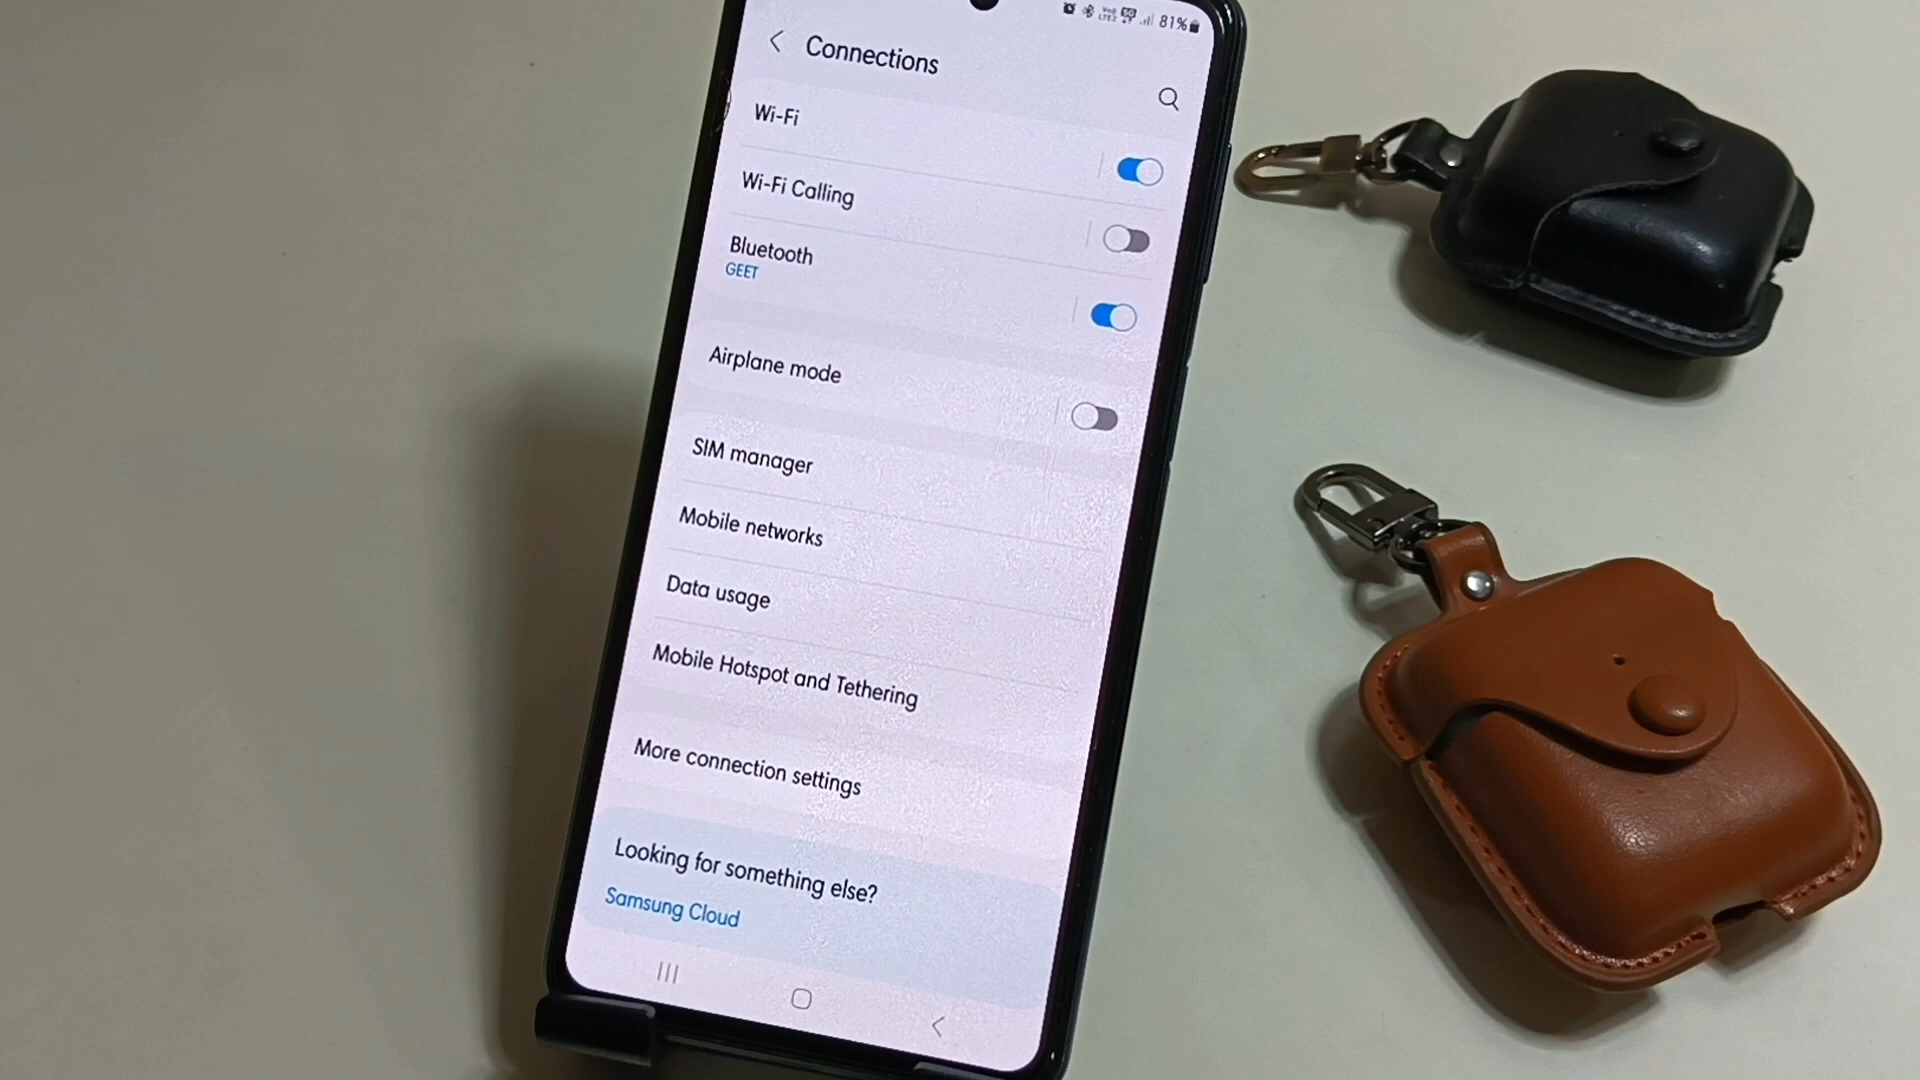 81%
Connections
Wi-Fi
Wi-Fi Calling
Bluetooth
GEET
Airplane mode
SIM manager
Mobile networks
Data usage
Mobile Hotspot and Tethering
More connection settings
Looking for something else?
Samsung Cloud